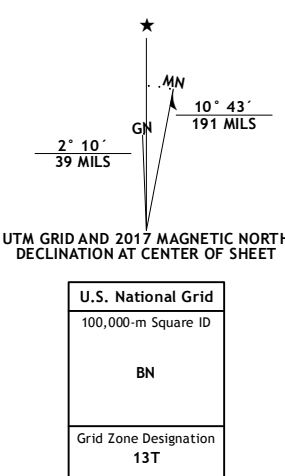 MN
10° 43´
191 MILS
GN
2° 10´
39 MILS
UTM GRID AND 2017 MAGNETIC NORTH
DECLINATION AT CENTER OF SHEET
U.S. National Grid
100,000-m Square ID
BN
Grid Zone Designation
13T